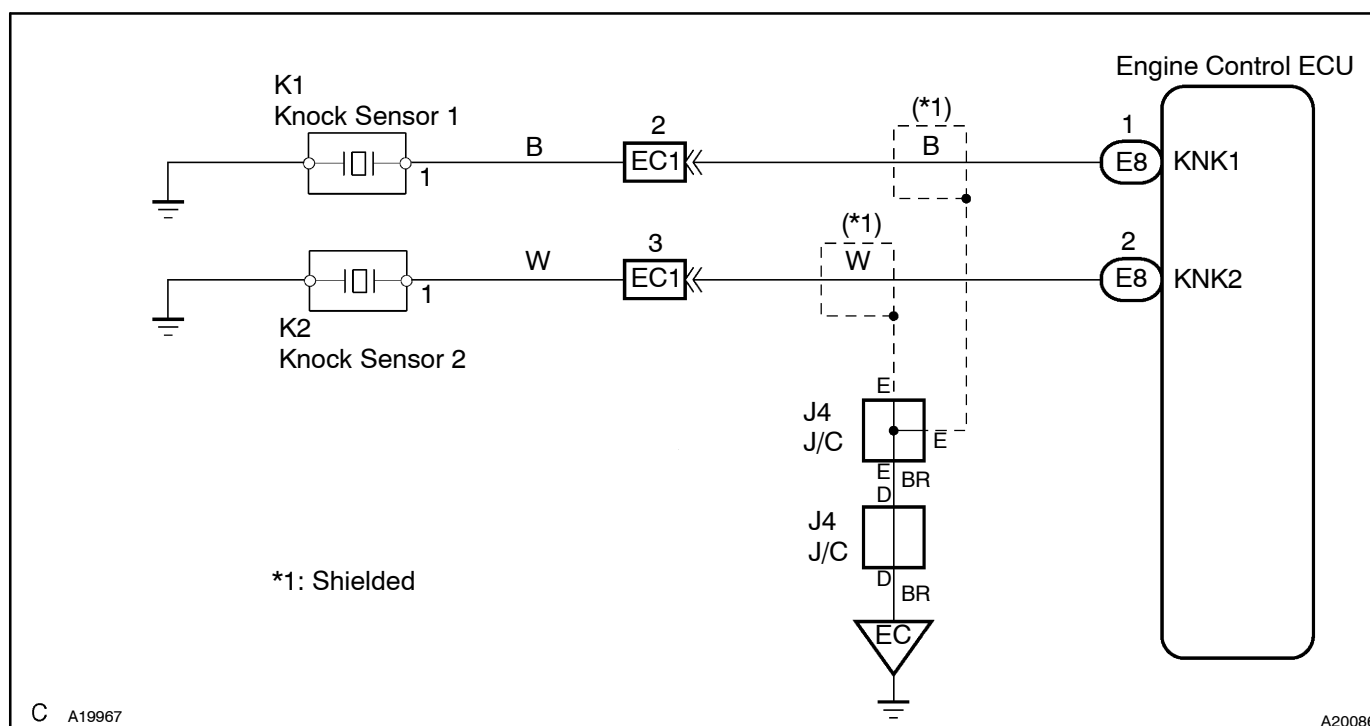 Engine Control ECU
K1
Knock Sensor 1
1
B
2
EC1
(*1)
B
1
E8
KNK1
K2
Knock Sensor 2
1
W
3
EC1
(*1)
W
2
E8
KNK2
E
J4
J/C
E
E
BR
D
J4
J/C
D
BR
EC
*1: Shielded
C A19967
A20086